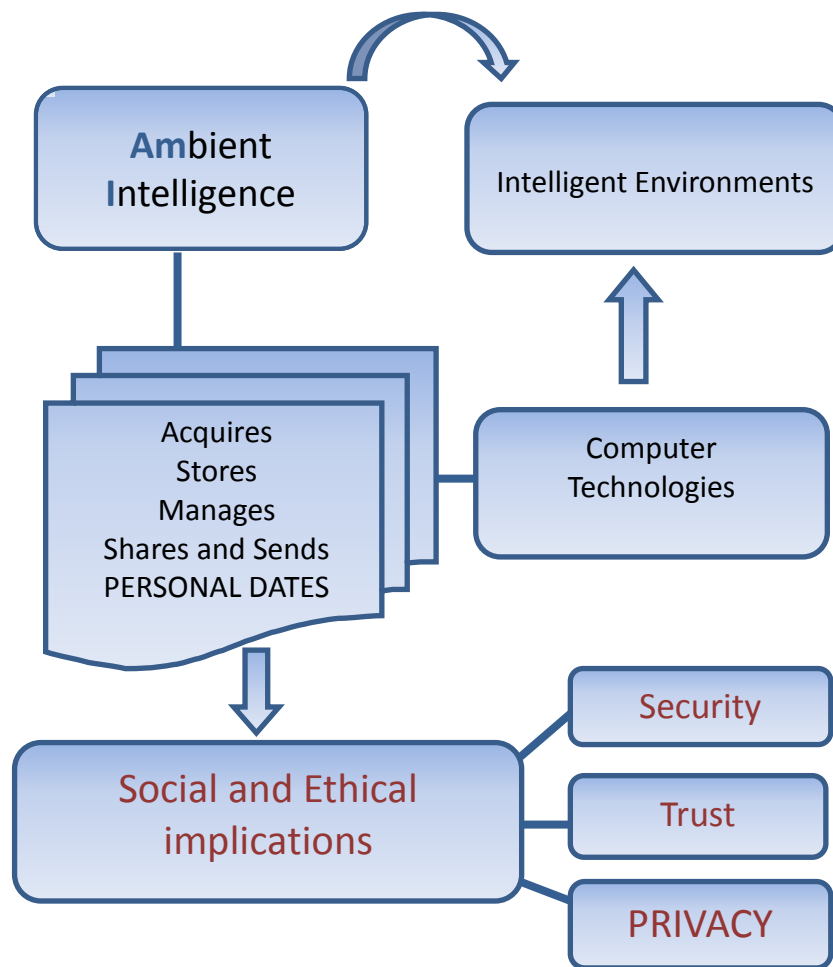 Ambient
Intelligence
Intelligent Environments
Acquires
Stores
Manages
Shares and Sends
PERSONAL DATES
Computer
Technologies
Social and Ethical
implications
Security
Trust
PRIVACY